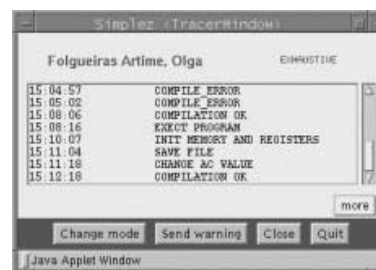 Simplez (TracerWindow)
Folgueiras Artime, Olga EXHAUSTIVE
15:04:57 COMPILE_ERROR
15:05:02 COMPILE_ERROR
15:08:06 COMPILATION OK
15:08:16 EXECT PROGRAM
15:10:07 INIT MEMORY AND REGISTERS
15:11:04 SAVE FILE
15:11:18 CHANGE AC VALUE
15:12:18 COMPILATION OK
more
Change mode Send warning Close Quit
Java Applet Window